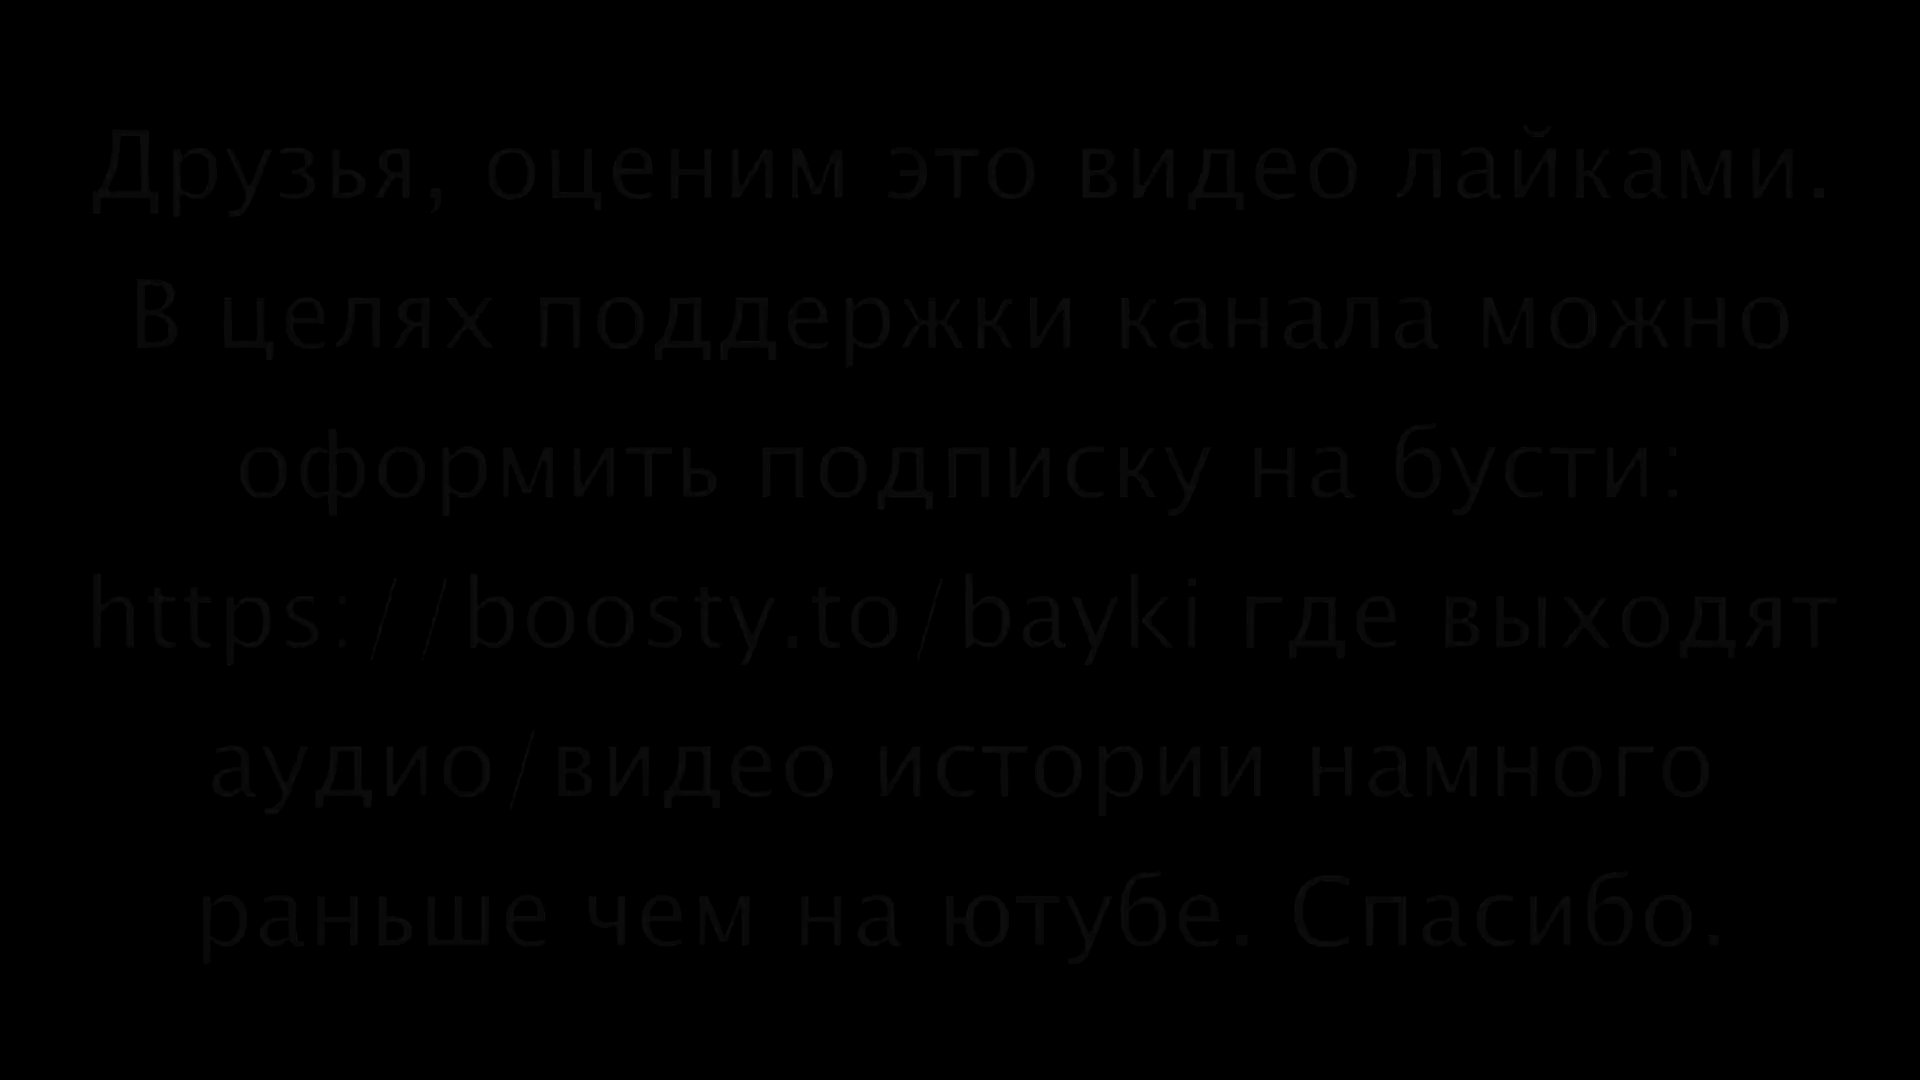 Друзья, оценим это видео лайками.
В целях поддержки канала можно
оформить подписку на бусти:
https://boosty.to/bayki где выходят
аудио/видео истории намного
раньше чем на ютубе. Спасибо.